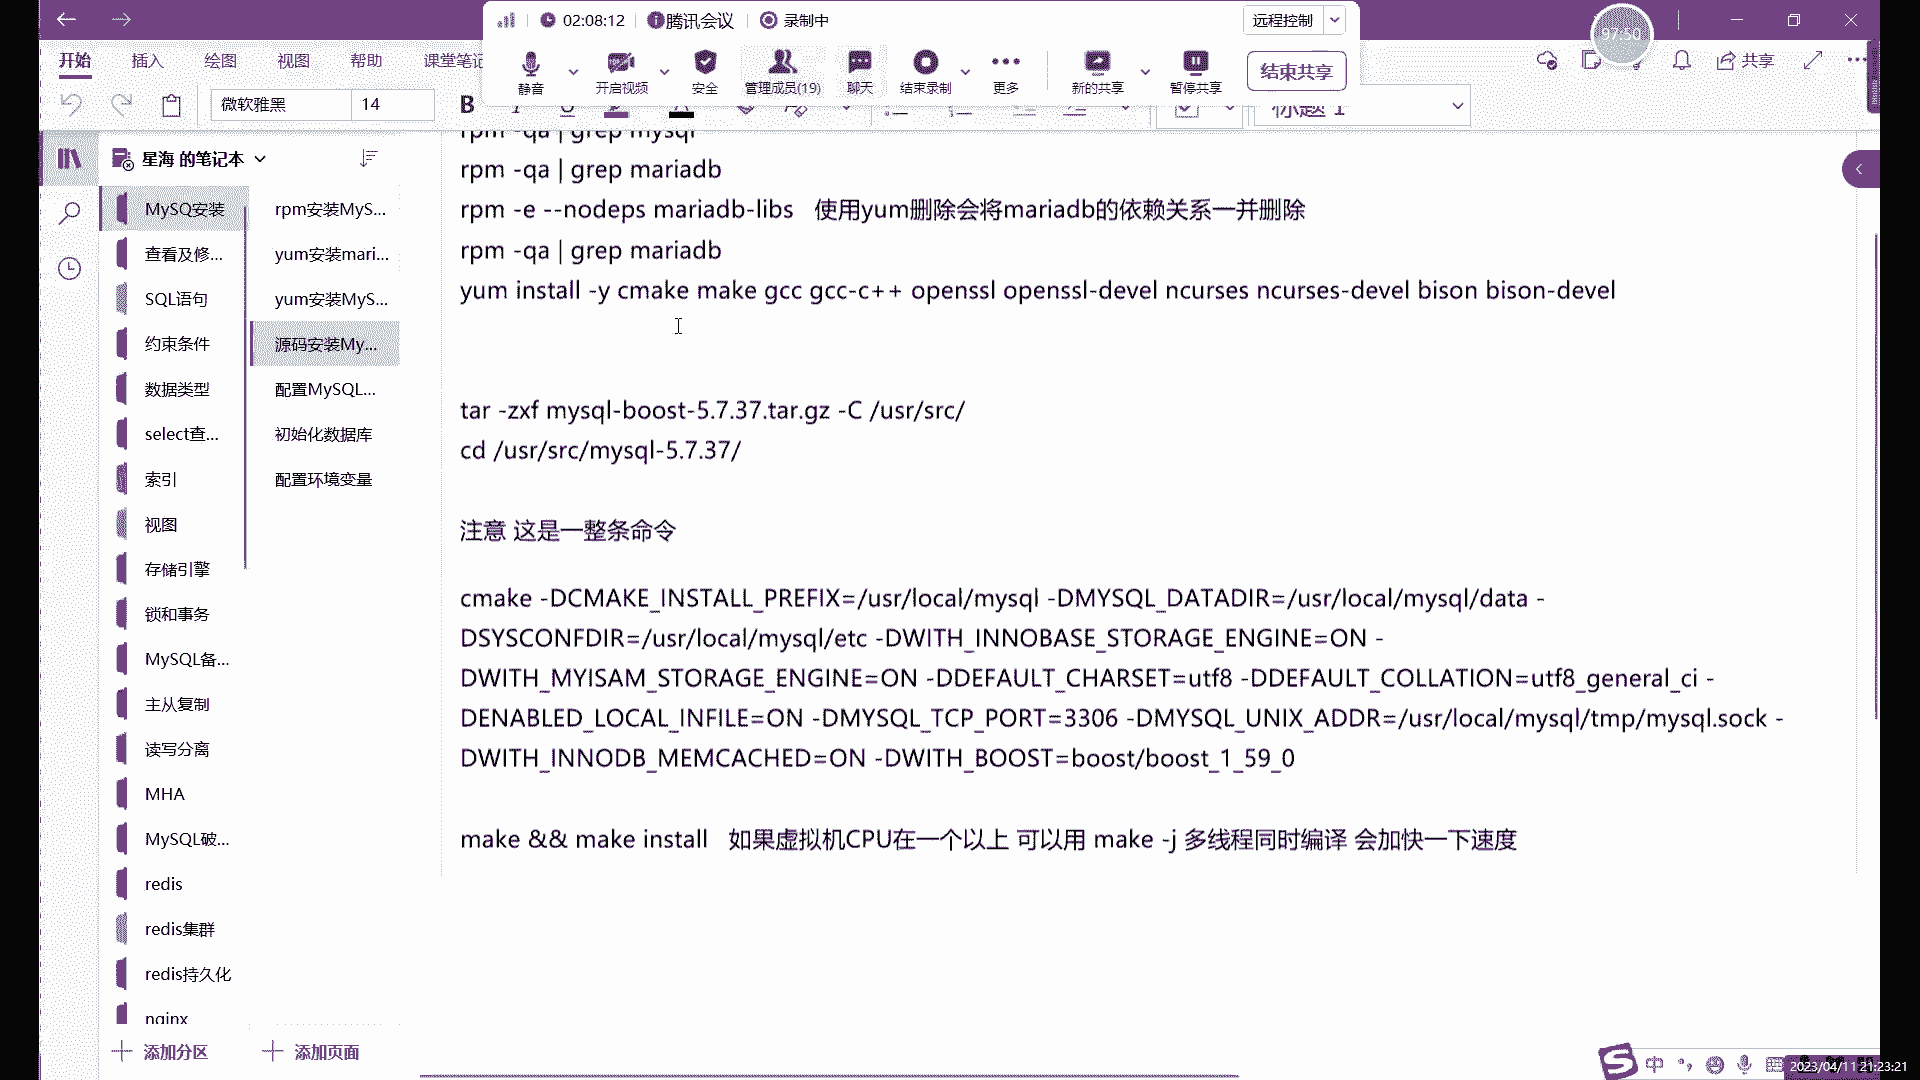 02:08:12
腾讯会议
录制中
远程控制
97:50
开始
插入
绘图
视图
帮助
课堂笔记
静音
开启视频
安全
管理成员(19)
聊天
结束录制
更多
新的共享
暂停共享
结束共享
共享
微软雅黑
14
B
标题 1
星海 的笔记本
MySQ安装
查看及修...
SQL语句
约束条件
数据类型
select查...
索引
视图
存储引擎
锁和事务
MySQL备...
主从复制
读写分离
MHA
MySQL破...
redis
redis集群
redis持久化
nginx
添加分区
rpm安装MyS...
yum安装mari...
yum安装MyS...
源码安装My...
配置MySQL...
初始化数据库
配置环境变量
添加页面
rpm -qa | grep mysql
rpm -qa | grep mariadb
rpm -e --nodeps mariadb-libs 使用yum删除会将mariadb的依赖关系一并删除
rpm -qa | grep mariadb
yum install -y cmake make gcc gcc-c++ openssl openssl-devel ncurses ncurses-devel bison bison-devel
tar -zxf mysql-boost-5.7.37.tar.gz -C /usr/src/
cd /usr/src/mysql-5.7.37/
注意 这是一整条命令
cmake -DCMAKE_INSTALL_PREFIX=/usr/local/mysql -DMYSQL_DATADIR=/usr/local/mysql/data -
DSYSCONFDIR=/usr/local/mysql/etc -DWITH_INNOBASE_STORAGE_ENGINE=ON -
DWITH_MYISAM_STORAGE_ENGINE=ON -DDEFAULT_CHARSET=utf8 -DDEFAULT_COLLATION=utf8_general_ci -
DENABLED_LOCAL_INFILE=ON -DMYSQL_TCP_PORT=3306 -DMYSQL_UNIX_ADDR=/usr/local/mysql/tmp/mysql.sock -
DWITH_INNODB_MEMCACHED=ON -DWITH_BOOST=boost/boost_1_59_0
make && make install 如果虚拟机CPU在一个以上 可以用 make -j 多线程同时编译 会加快一下速度
中
2023/04/11 21:23:21